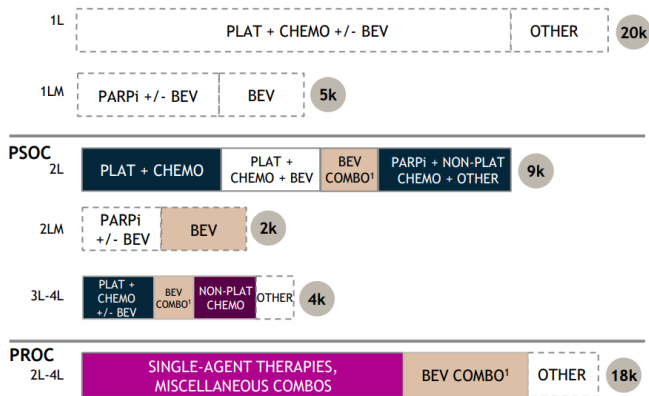 1L
PLAT + CHEMO +/- BEV
OTHER
20k
1LM
PARPi +/- BEV
BEV
5k
PSOC
2L
PLAT + CHEMO
PLAT +
CHEMO + BEV
BEV
COMBO¹
PARPi + NON-PLAT
CHEMO + OTHER
9k
2LM
PARPi
+/- BEV
BEV
2k
3L-4L
PLAT +
CHEMO
+/- BEV
BEV
COMBO¹
NON-PLAT
CHEMO
OTHER
4k
PROC
2L-4L
SINGLE-AGENT THERAPIES,
MISCELLANEOUS COMBOS
BEV COMBO¹
OTHER
18k